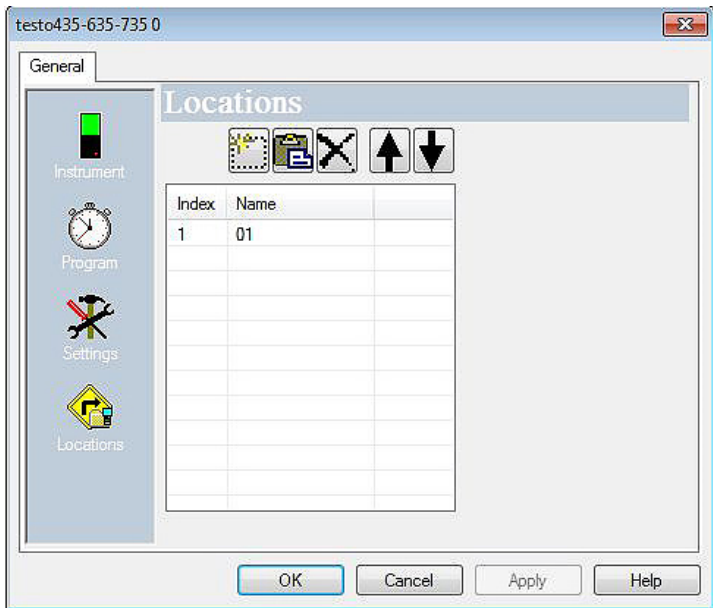 testo435-635-735 0
General
Locations
Instrument
Program
Settings
Locations
Index Name
1 01
OK Cancel Apply Help